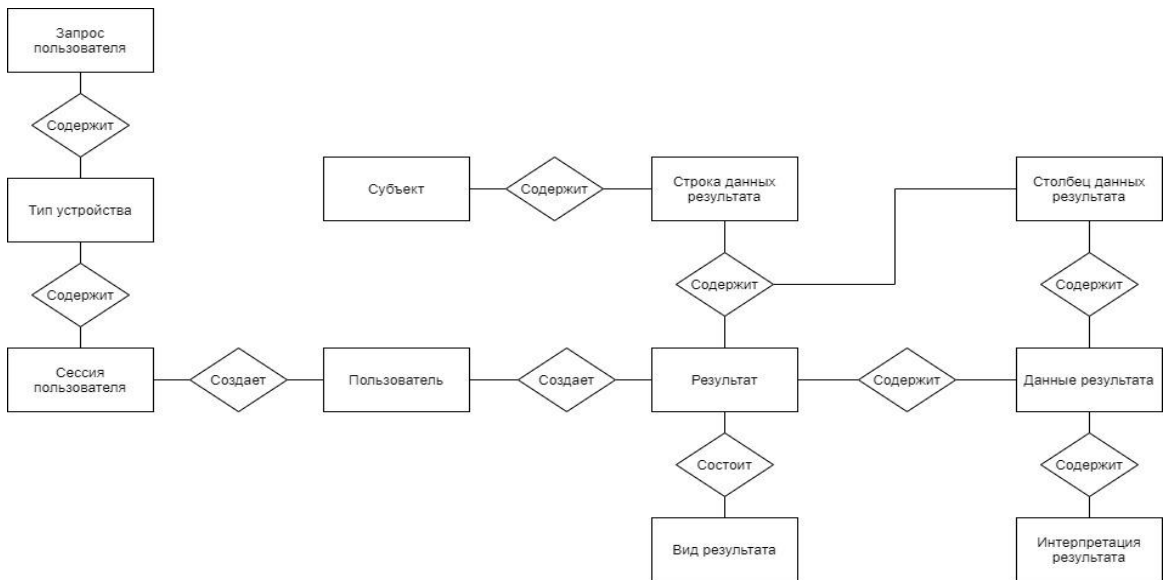 Запрос
пользователя
Содержит
Субъект
Содержит
Строка данных
результата
Столбец данных
результата
Тип устройства
Содержит
Содержит
Содержит
Сессия
пользователя
Создает
Пользователь
Создает
Результат
Содержит
Данные результата
Состоит
Содержит
Вид результата
Интерпретация
результата